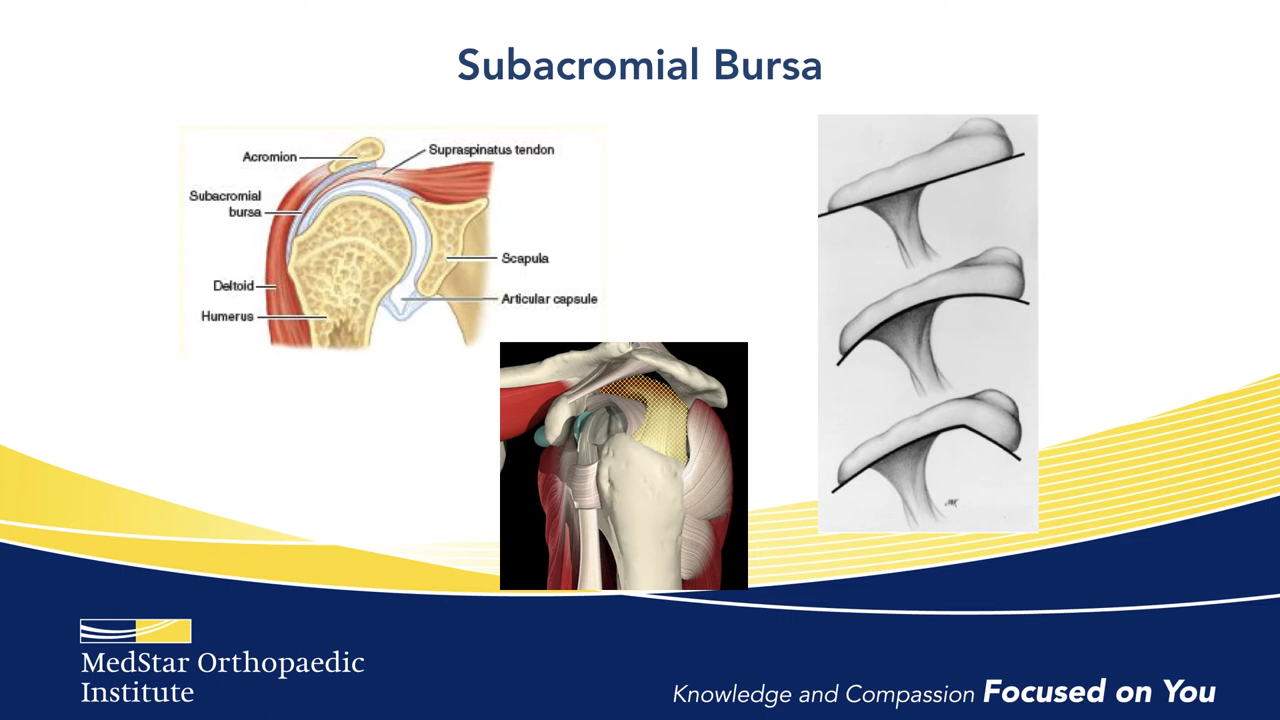 Subacromial Bursa
Acromion
Supraspinatus tendon
Subacromial
bursa
Scapula
Deltoid
Articular capsule
Humerus
MedStar Orthopaedic
Institute
Knowledge and Compassion Focused on You